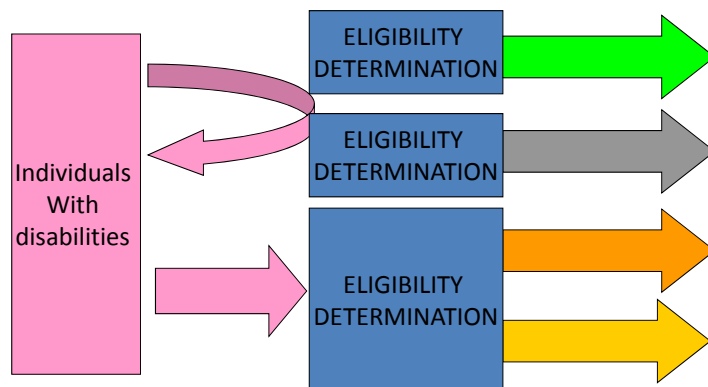 Individuals
With
disabilities
ELIGIBILITY
DETERMINATION
ELIGIBILITY
DETERMINATION
ELIGIBILITY
DETERMINATION